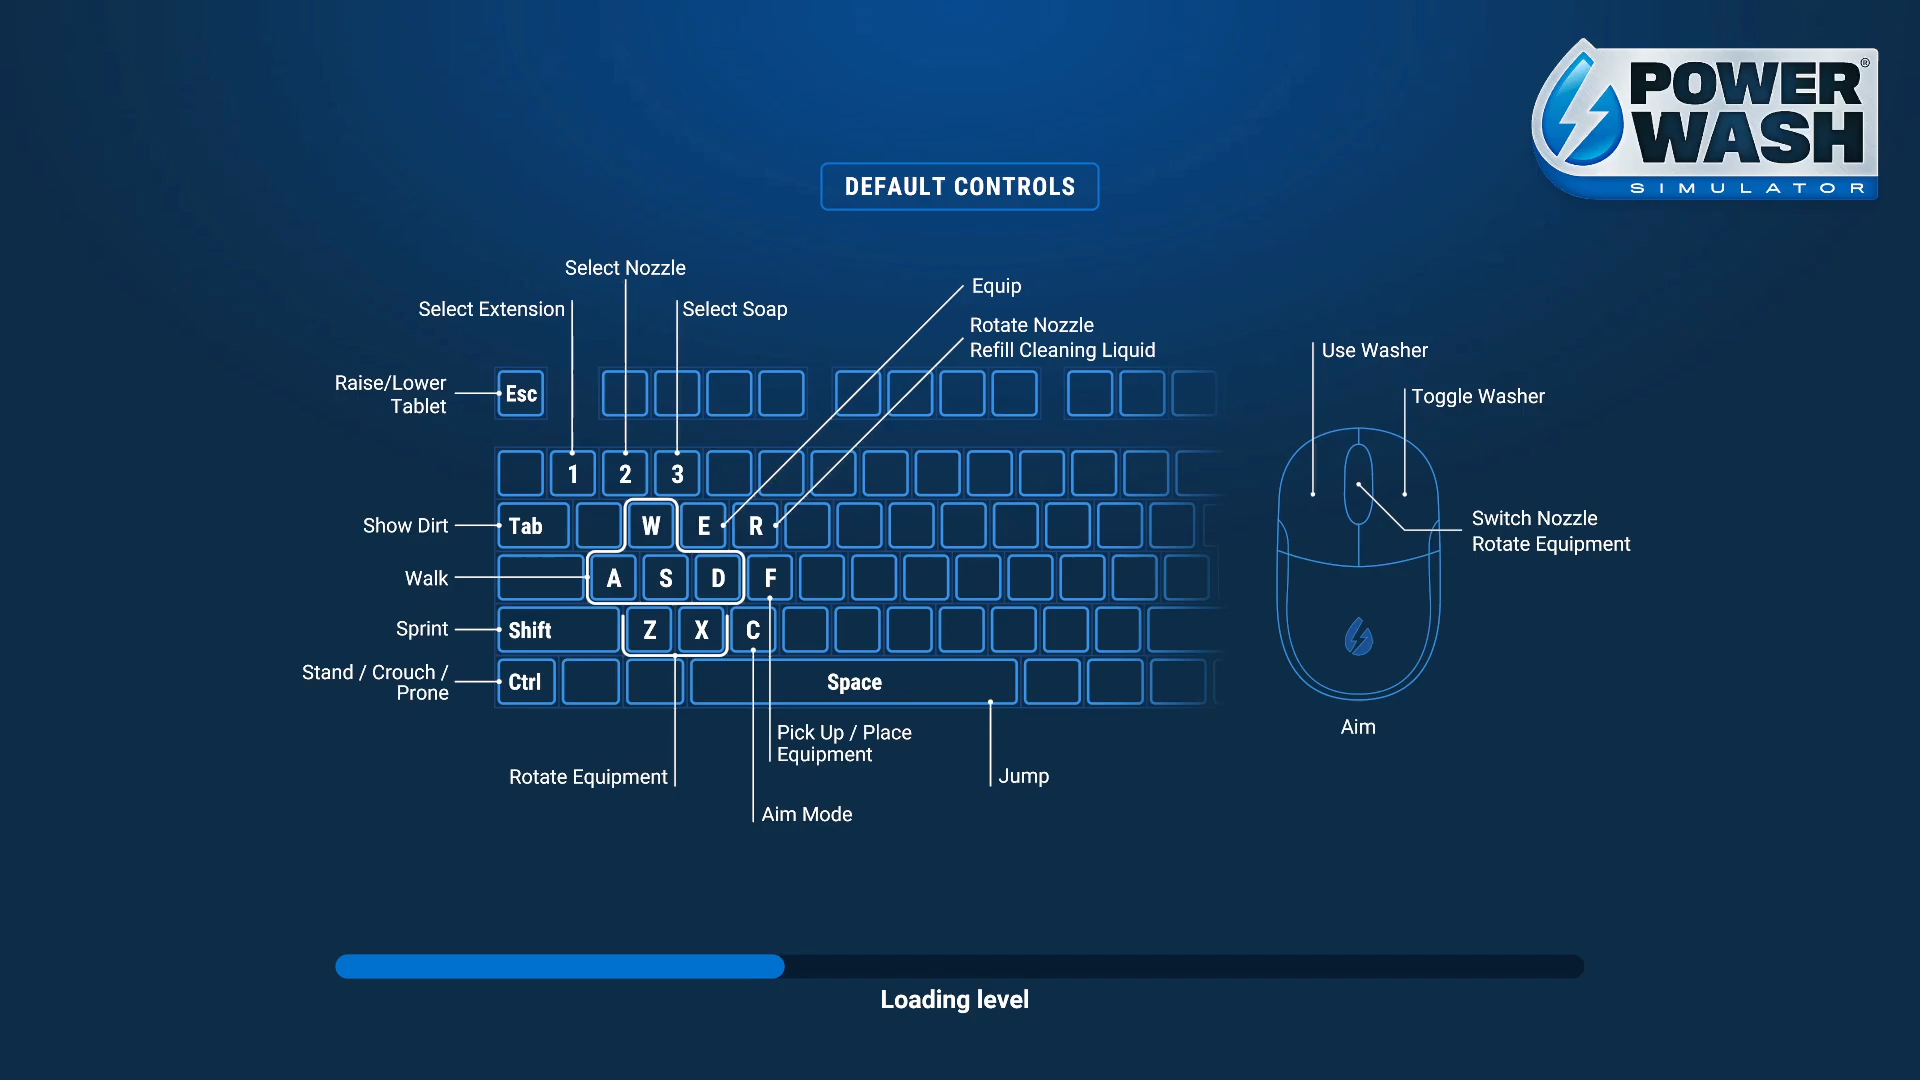 POWER®
WASH
SIMULATOR
DEFAULT CONTROLS
Select Nozzle
Select Extension
Select Soap
Equip
Rotate Nozzle
Refill Cleaning Liquid
Raise/Lower
Tablet
Esc
Use Washer
Toggle Washer
1 2 3
Show Dirt
Tab W E R
Switch Nozzle
Rotate Equipment
Walk
A S D F
Sprint
Shift Z X C
Stand / Crouch /
Prone
Ctrl Space
Aim
Pick Up / Place
Equipment
Rotate Equipment
Jump
Aim Mode
Loading level